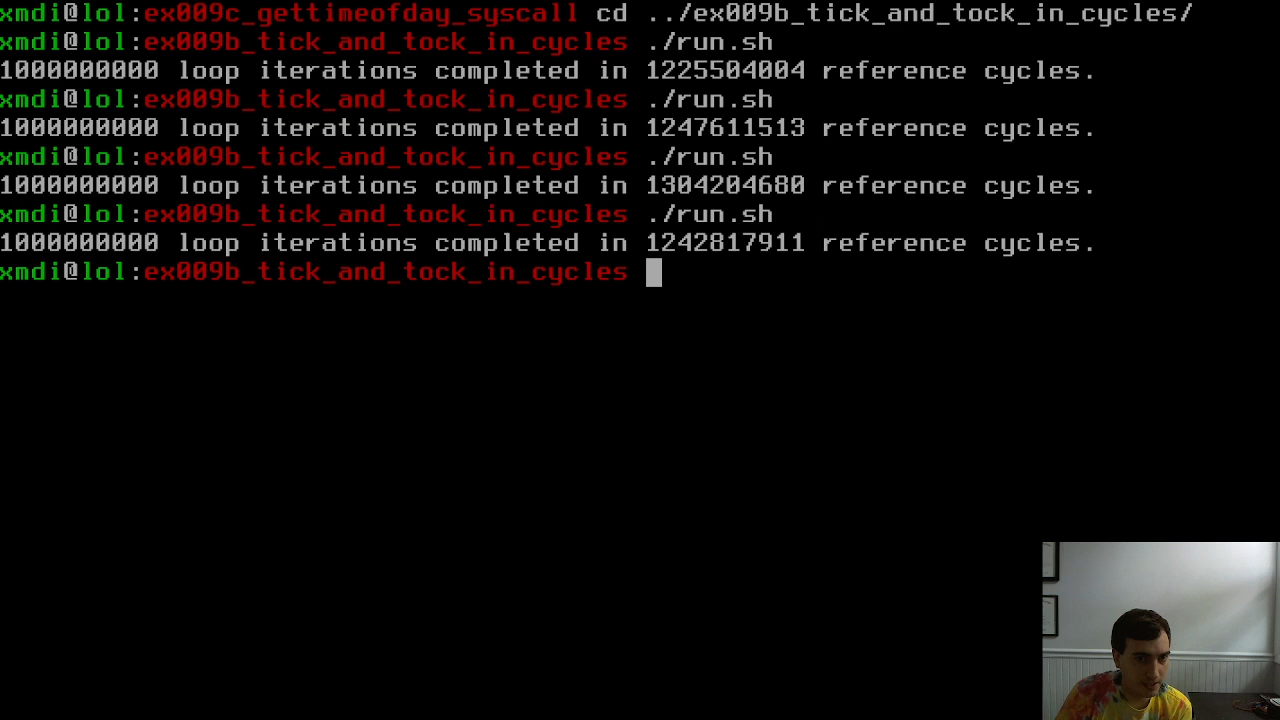 xmdi@lol:ex009c_gettimeofday_syscall cd ../ex009b_tick_and_tock_in_cycles/
xmdi@lol:ex009b_tick_and_tock_in_cycles ./run.sh
1000000000 loop iterations completed in 1225504004 reference cycles.
xmdi@lol:ex009b_tick_and_tock_in_cycles ./run.sh
1000000000 loop iterations completed in 1247611513 reference cycles.
xmdi@lol:ex009b_tick_and_tock_in_cycles ./run.sh
1000000000 loop iterations completed in 1304204680 reference cycles.
xmdi@lol:ex009b_tick_and_tock_in_cycles ./run.sh
1000000000 loop iterations completed in 1242817911 reference cycles.
xmdi@lol:ex009b_tick_and_tock_in_cycles